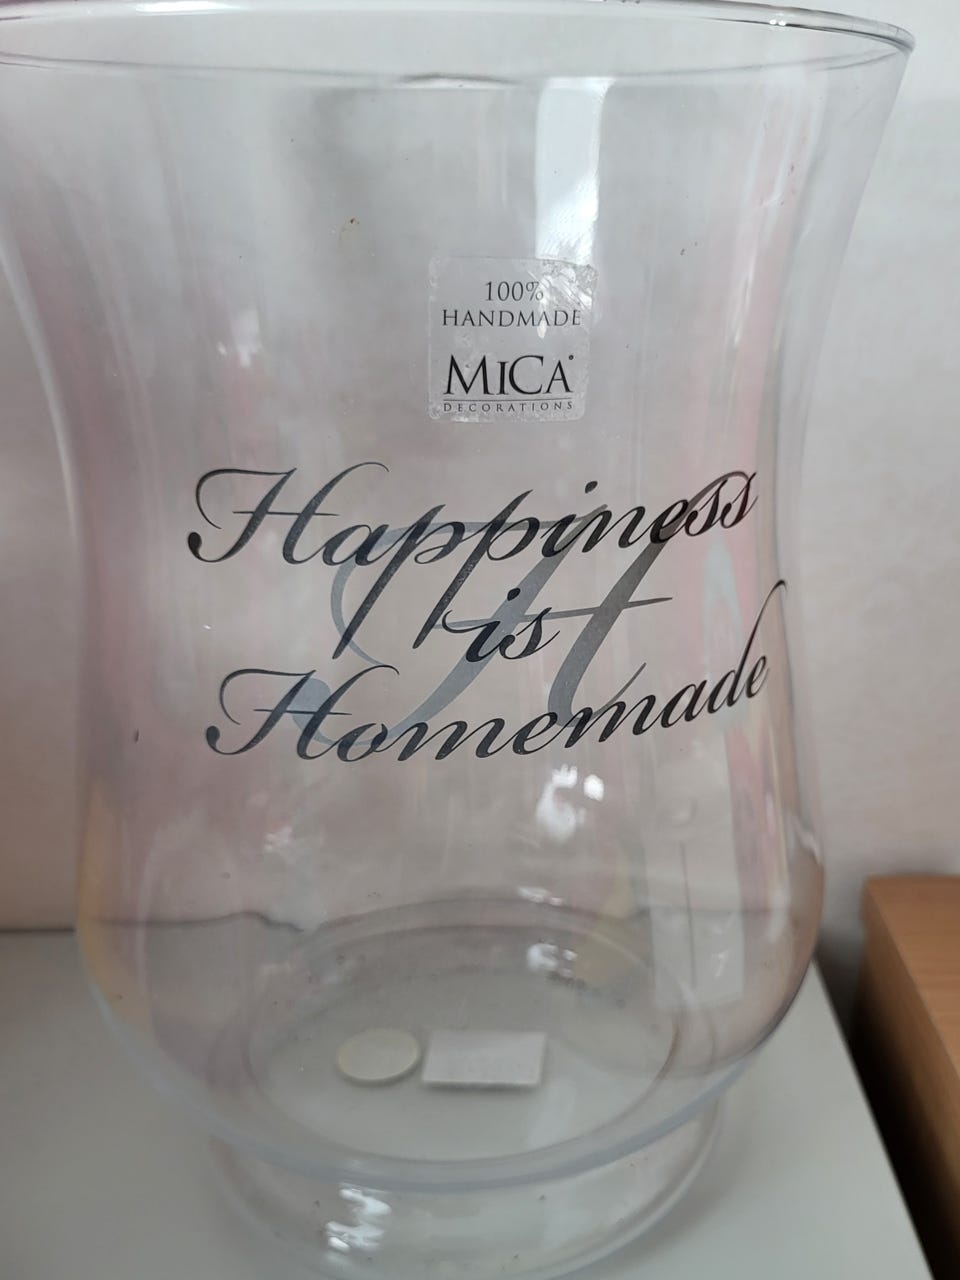 100%
HANDMADE
MICA
DECORATIONS
Happiness
H
is
Homemade